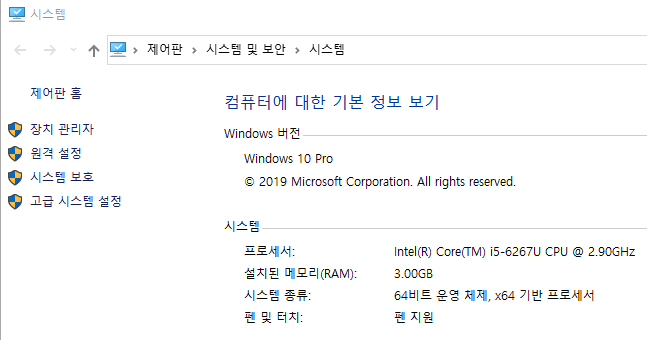 시스템
제어판 › 시스템 및 보안 › 시스템
제어판 홈
장치 관리자
원격 설정
시스템 보호
고급 시스템 설정
컴퓨터에 대한 기본 정보 보기
Windows 버전
Windows 10 Pro
© 2019 Microsoft Corporation. All rights reserved.
시스템
프로세서: Intel(R) Core(TM) i5-6267U CPU @ 2.90GHz
설치된 메모리(RAM): 3.00GB
시스템 종류: 64비트 운영 체제, x64 기반 프로세서
펜 및 터치: 펜 지원